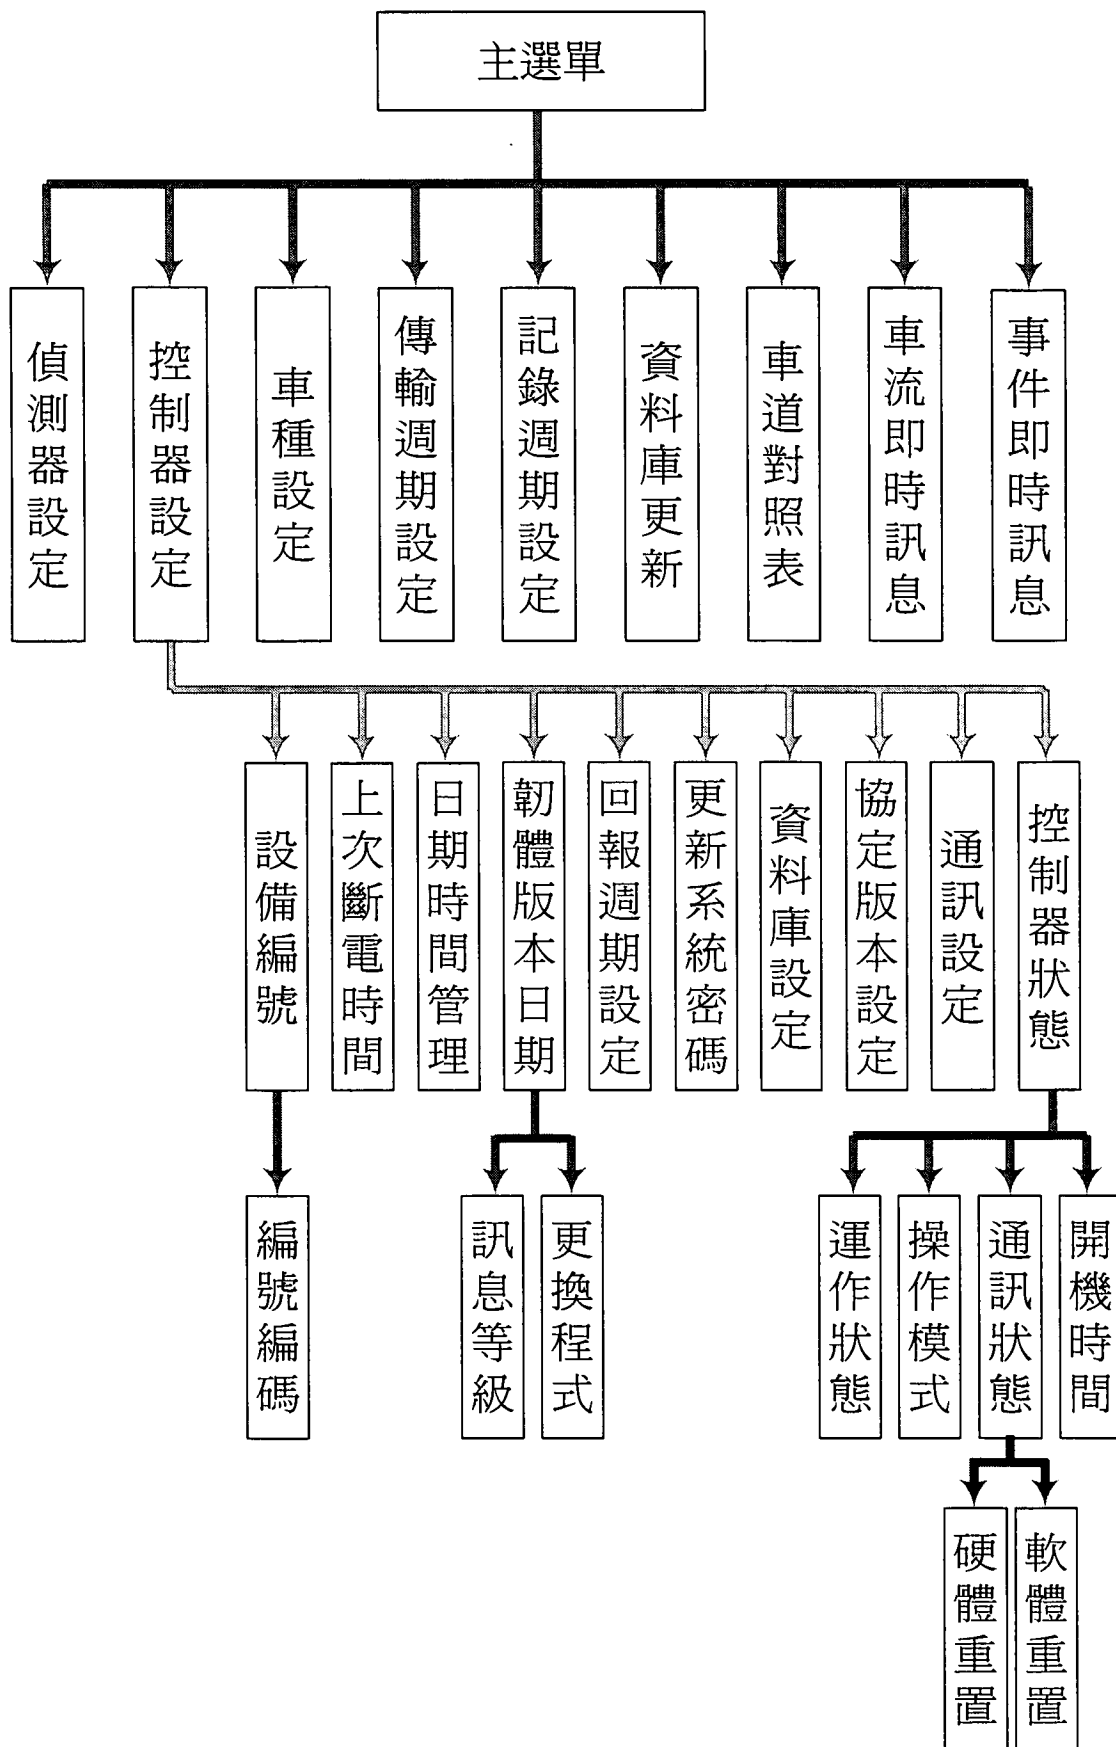 主選單
偵測器設定
控制器設定
車種設定
傳輸週期設定
記錄週期設定
資料庫更新
車道對照表
車流即時訊息
事件即時訊息
設備編號
上次斷電時間
日期時間管理
韌體版本日期
回報週期設定
更新系統密碼
資料庫設定
協定版本設定
通訊設定
控制器狀態
編號編碼
訊息等級
更換程式
運作狀態
操作模式
通訊狀態
開機時間
硬體重置
軟體重置